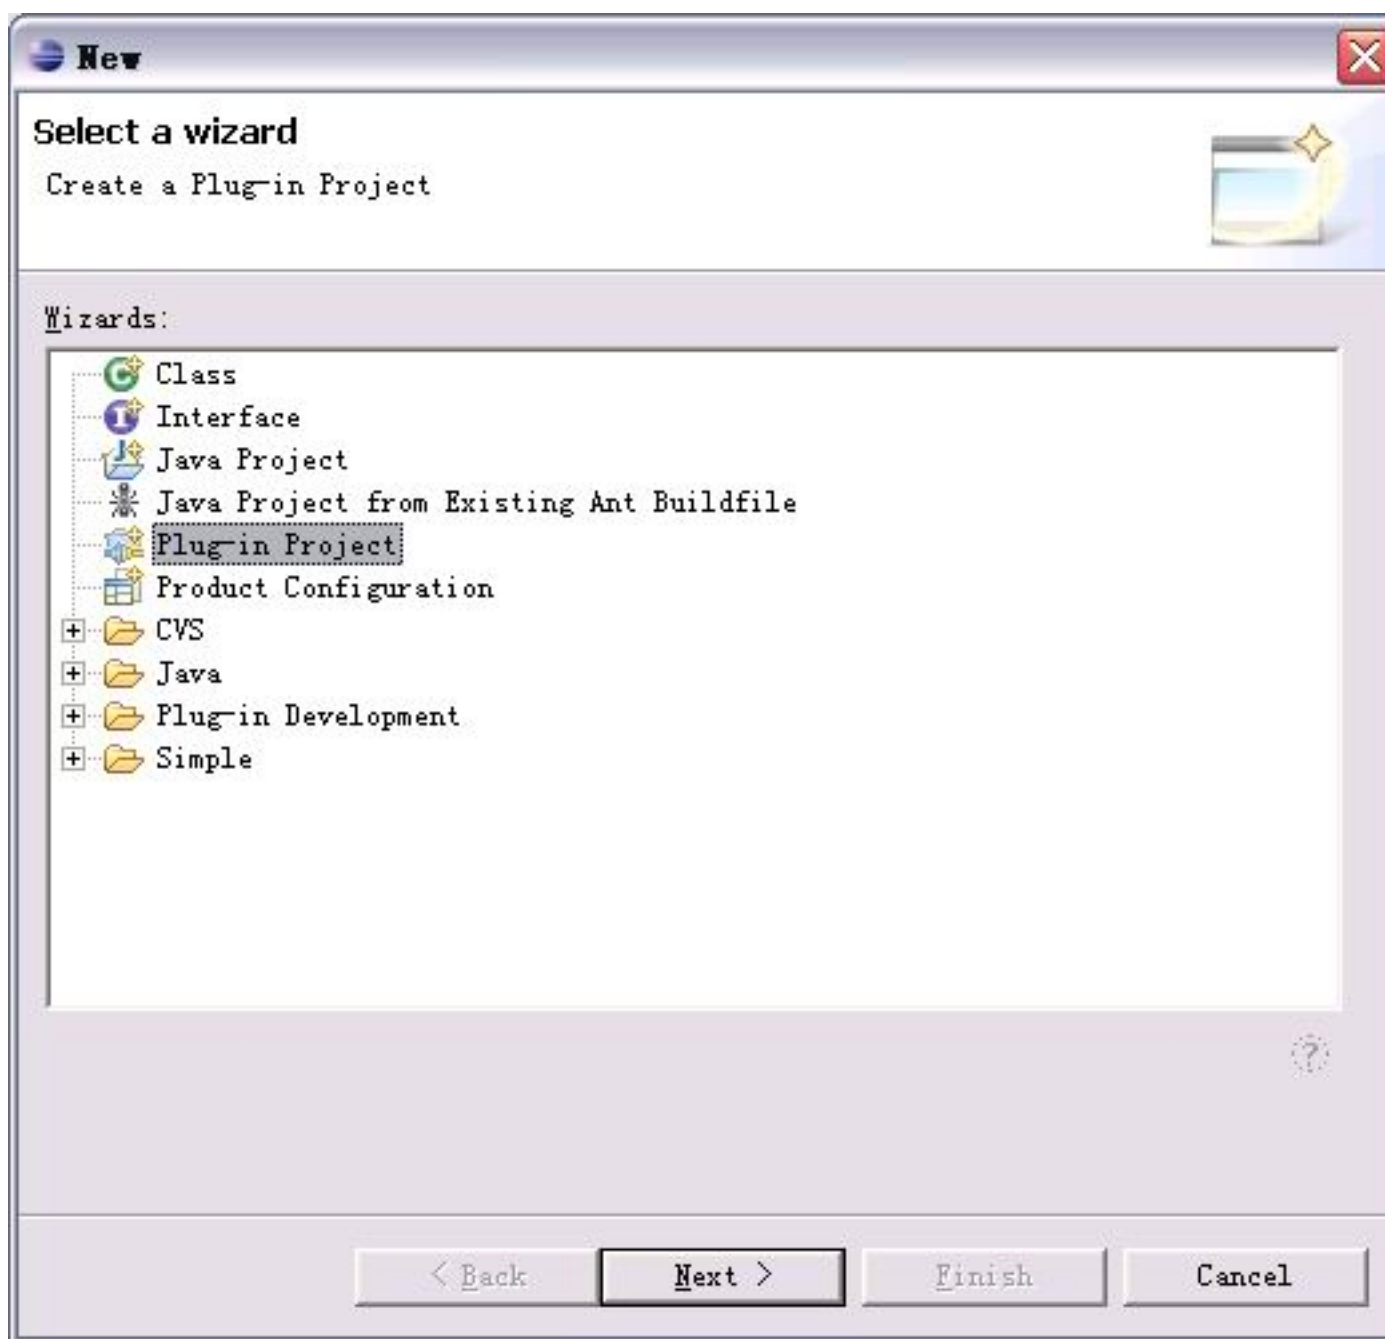 New
Select a wizard
Create a Plug-in Project
Wizards:
Class
Interface
Java Project
Java Project from Existing Ant Buildfile
Plug-in Project
Product Configuration
CVS
Java
Plug-in Development
Simple
?
< Back Next > Finish Cancel